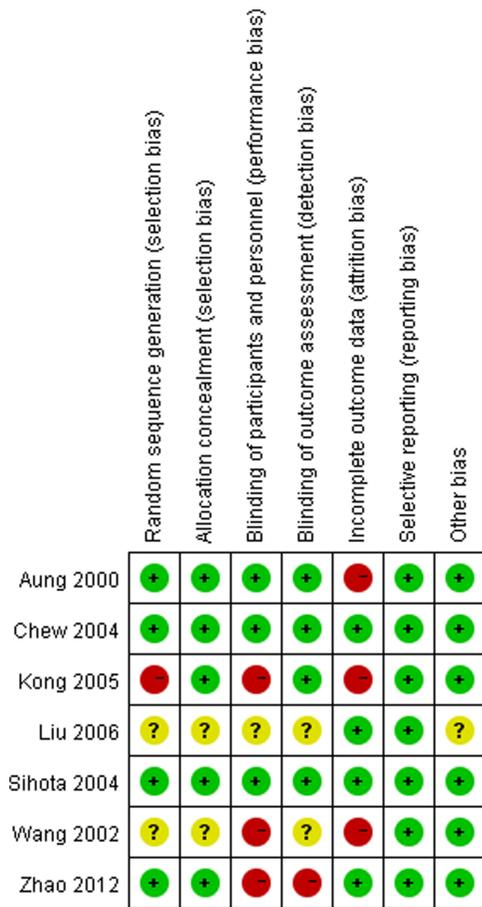 Random sequence generation (selection bias)
Allocation concealment (selection bias)
Blinding of participants and personnel (performance bias)
Blinding of outcome assessment (detection bias)
Incomplete outcome data (attrition bias)
Selective reporting (reporting bias)
Other bias
Aung 2000 + + + + - + +
Chew 2004 + + + + + + +
Kong 2005 - + - + - + +
Liu 2006 ? ? ? ? + + ?
Sihota 2004 + + + + + + +
Wang 2002 ? ? - ? - + +
Zhao 2012 + + - - + + +